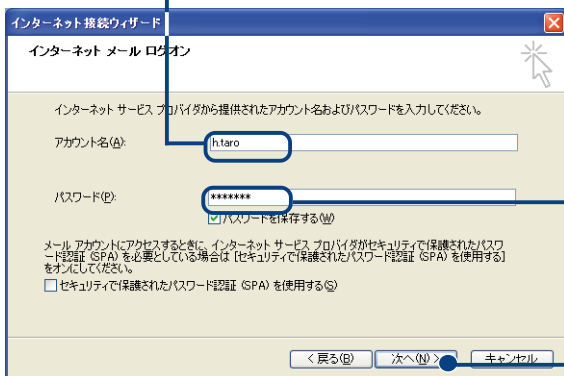 インターネット接続ウィザード
インターネット メール ログオン
インターネット サービス プロバイダから提供されたアカウント名およびパスワードを入力してください。
アカウント名(A):
h.taro
パスワード(P):
*******
パスワードを保存する(W)
メール アカウントにアクセスするときに、インターネット サービス プロバイダがセキュリティで保護されたパスワ
ード認証 (SPA) を必要としている場合は [セキュリティで保護されたパスワード認証 (SPA) を使用する]
をオンにしてください。
セキュリティで保護されたパスワード認証 (SPA) を使用する(S)
< 戻る(B)
次へ(N) >
キャンセル